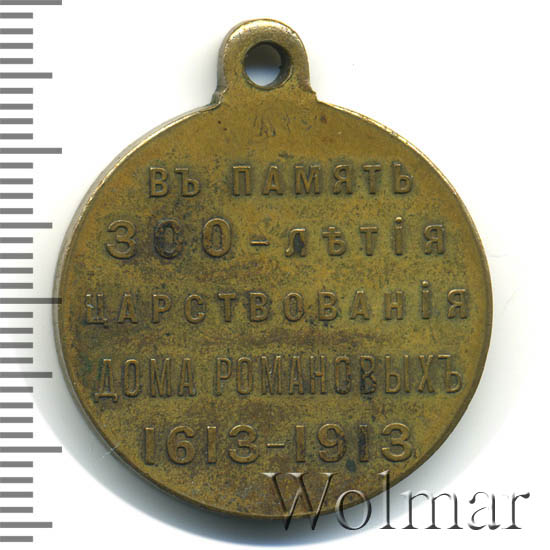 ВЪ ПАМЯТЬ
300-ЛѢТІЯ
ЦАРСТВОВАНІЯ
ДОМА РОМАНОВЫХЪ
1613-1913
Wolmar